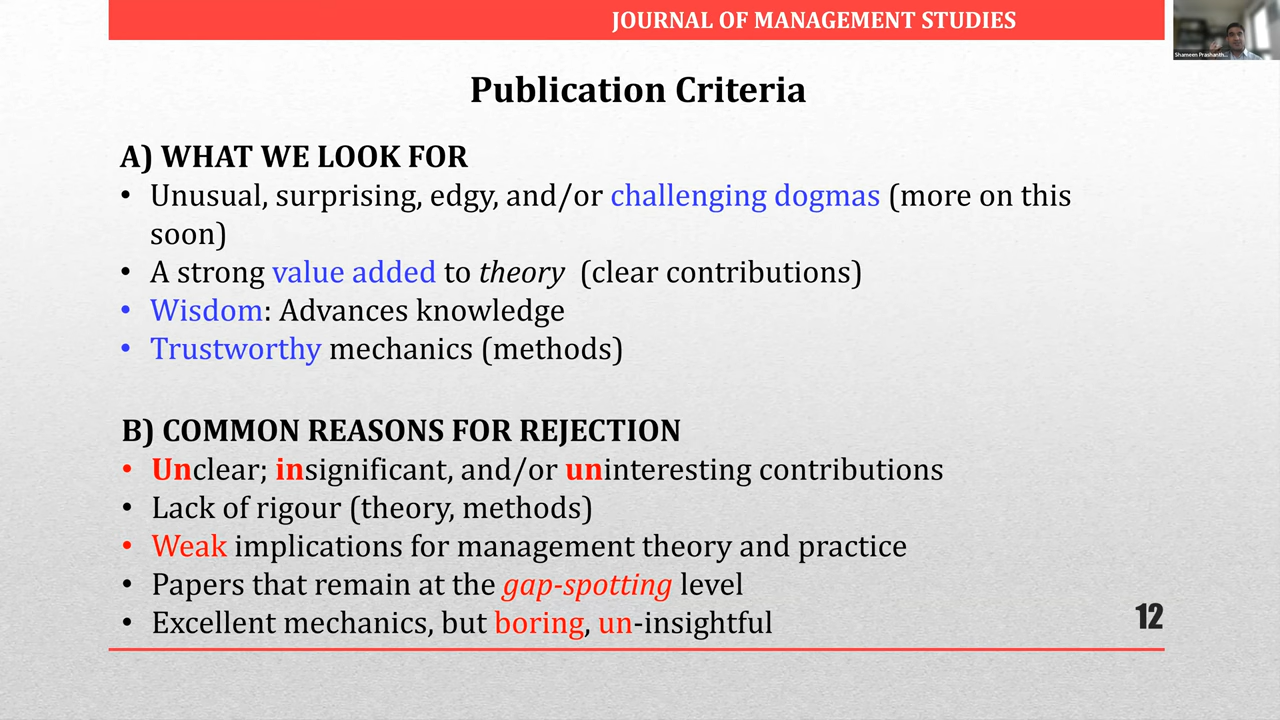 JOURNAL OF MANAGEMENT STUDIES
Shameen Prashanth...
Publication Criteria
A) WHAT WE LOOK FOR
• Unusual, surprising, edgy, and/or challenging dogmas (more on this
soon)
• A strong value added to theory (clear contributions)
• Wisdom: Advances knowledge
• Trustworthy mechanics (methods)
B) COMMON REASONS FOR REJECTION
• Unclear; insignificant, and/or uninteresting contributions
• Lack of rigour (theory, methods)
• Weak implications for management theory and practice
• Papers that remain at the gap-spotting level
• Excellent mechanics, but boring, un-insightful
12